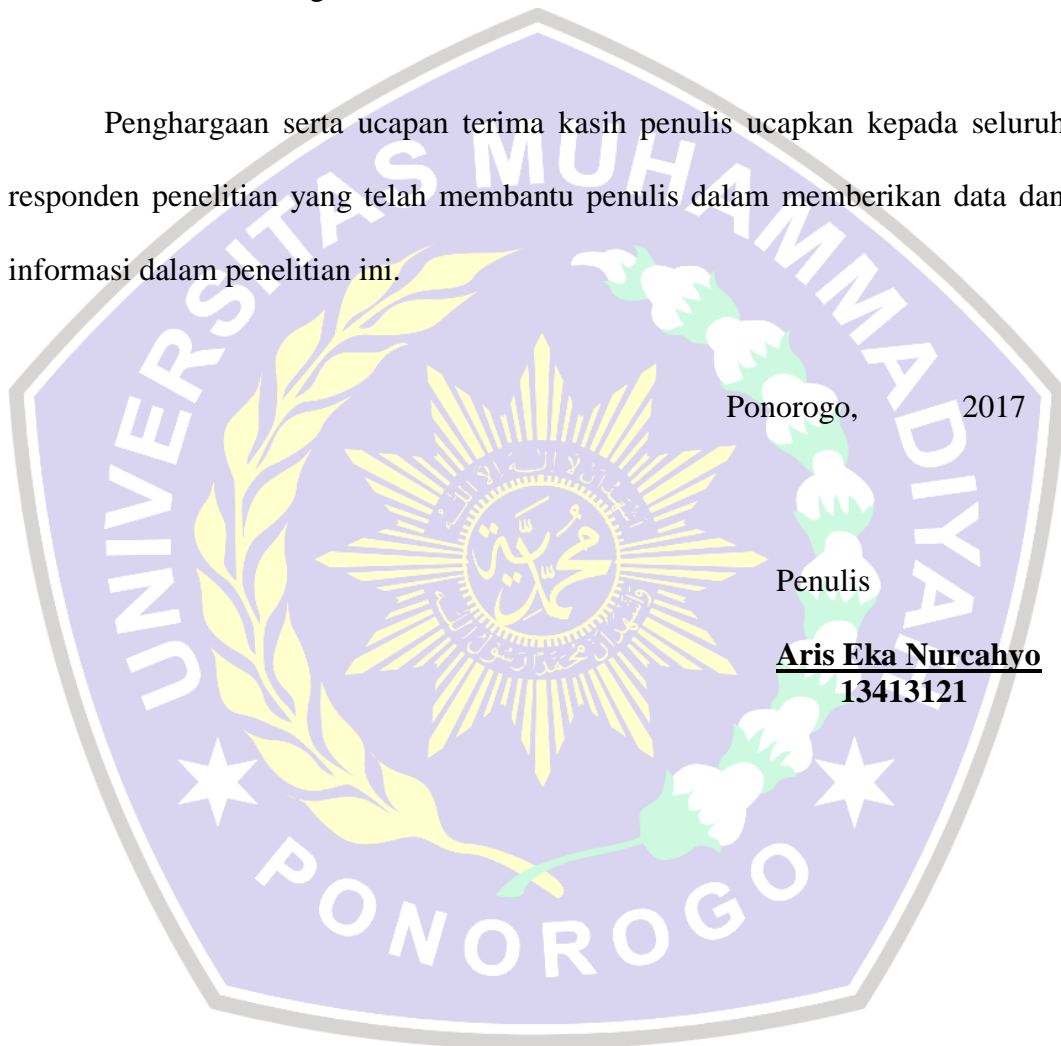 Penghargaan serta ucapan terima kasih penulis ucapkan kepada seluruh
responden penelitian yang telah membantu penulis dalam memberikan data dan
informasi dalam penelitian ini.
Ponorogo, 2017
Penulis
Aris Eka Nurcahyo
13413121
UNIVERSITAS MUHAMMADIYAH
PONOROGO
محمدية